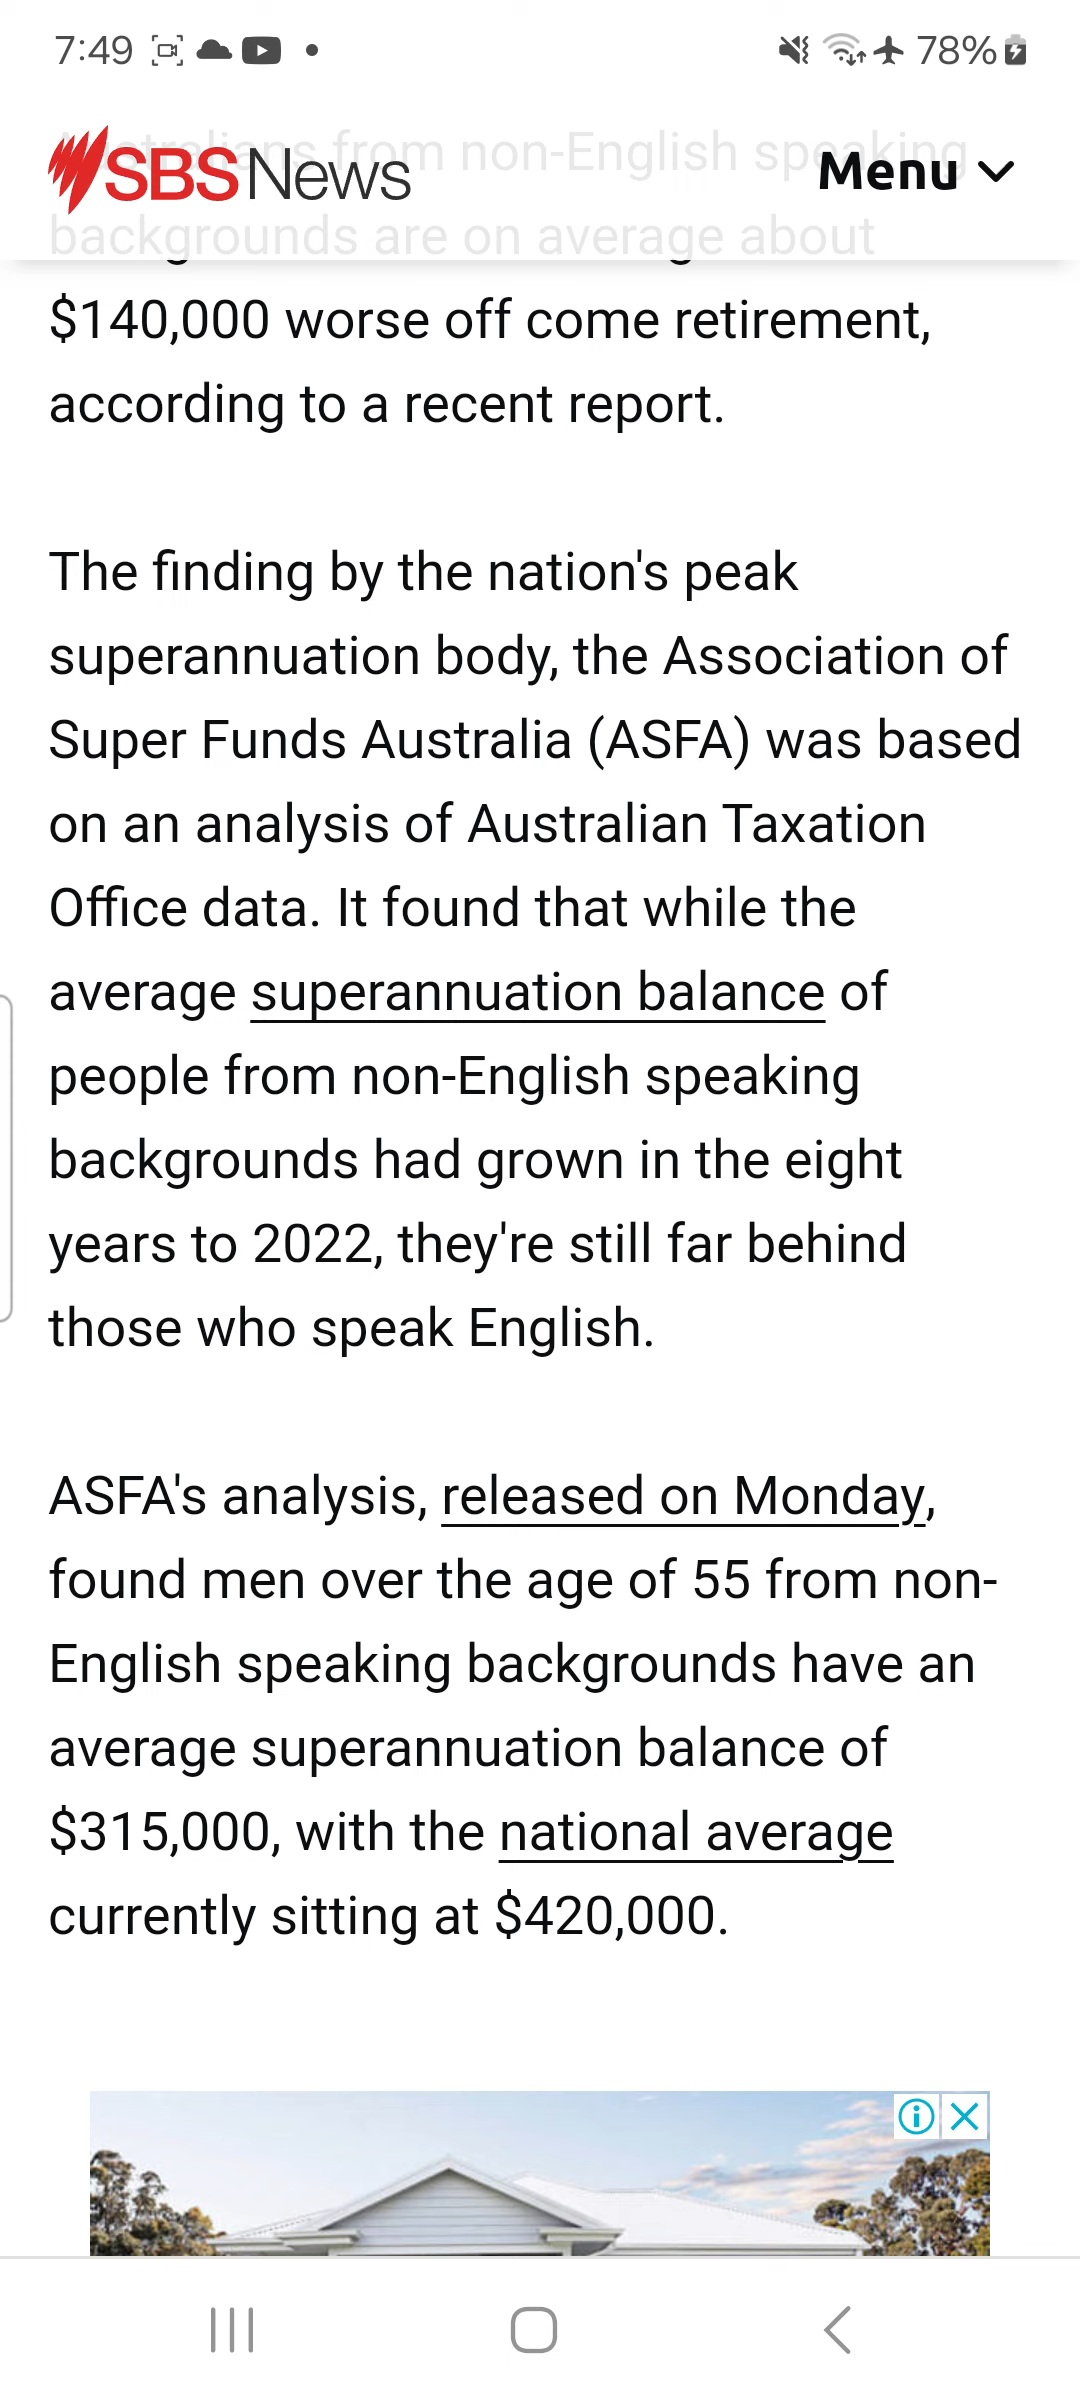 7:49
78%
Australians from non-English speaking
SBS News
Menu
backgrounds are on average about
$140,000 worse off come retirement,
according to a recent report.
The finding by the nation's peak
superannuation body, the Association of
Super Funds Australia (ASFA) was based
on an analysis of Australian Taxation
Office data. It found that while the
average superannuation balance of
people from non-English speaking
backgrounds had grown in the eight
years to 2022, they're still far behind
those who speak English.
ASFA's analysis, released on Monday,
found men over the age of 55 from non-
English speaking backgrounds have an
average superannuation balance of
$315,000, with the national average
currently sitting at $420,000.